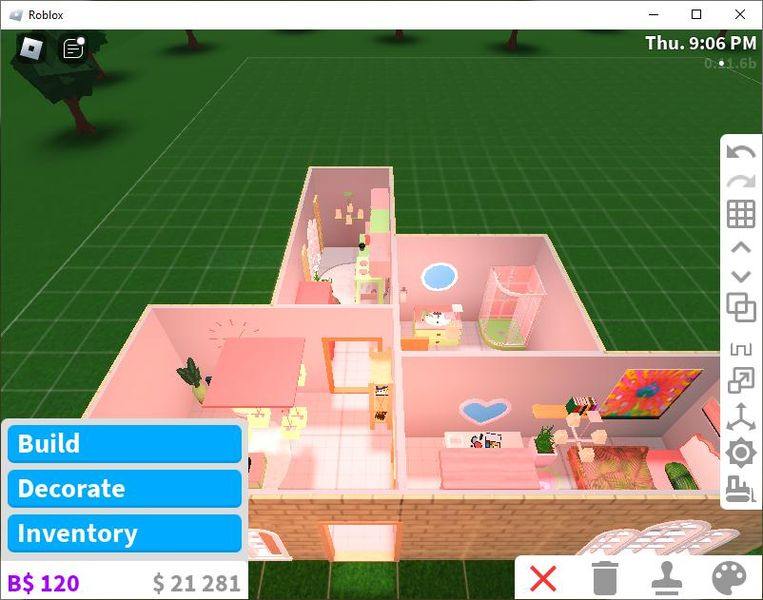 Roblox
Thu. 9:06 PM
Build
Decorate
Inventory
B$ 120
$ 21 281